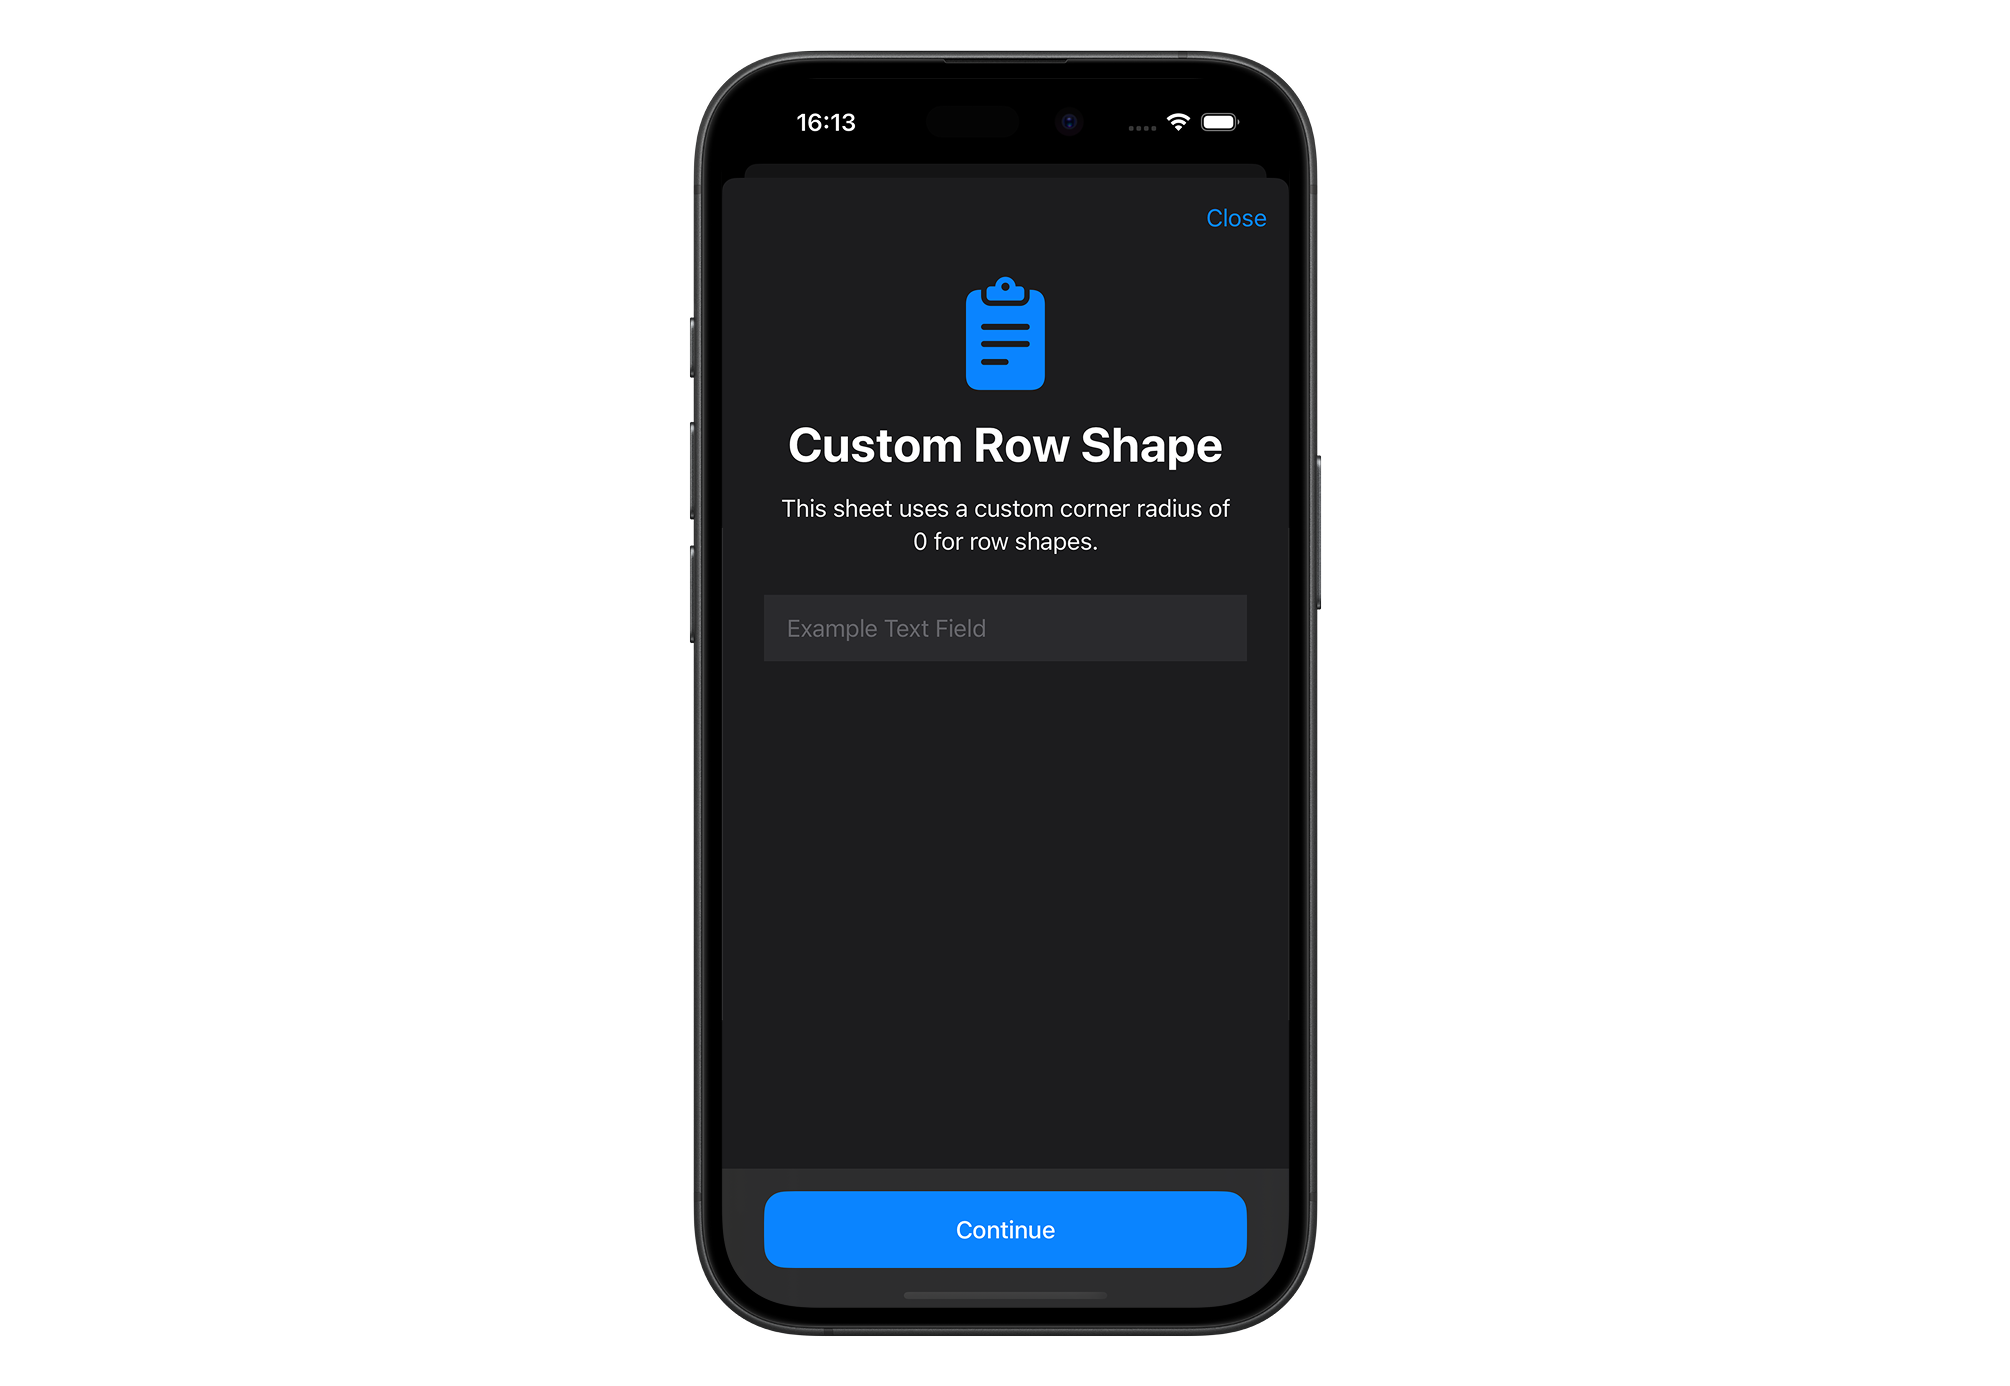 16:13
Close
Custom Row Shape
This sheet uses a custom corner radius of
0 for row shapes.
Example Text Field
Continue